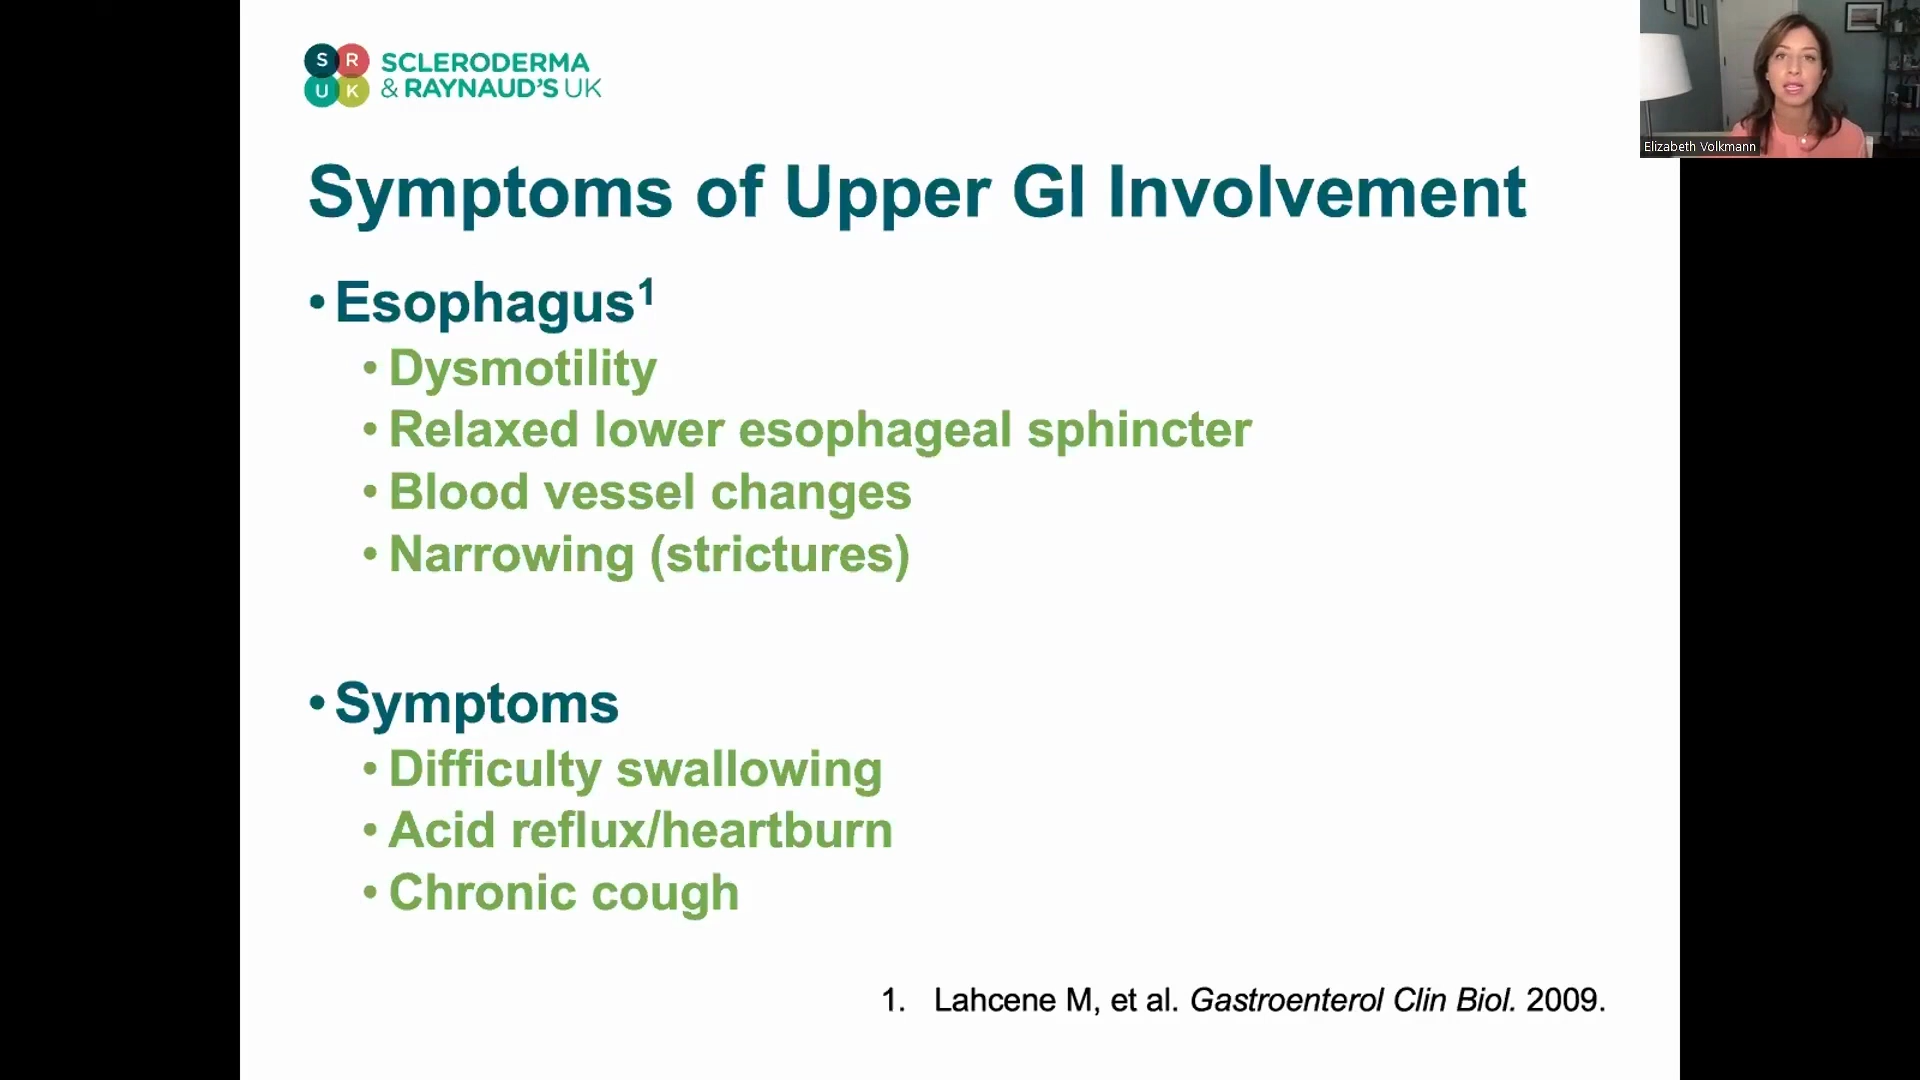 S R
U K
SCLERODERMA
& RAYNAUD'S UK
Elizabeth Volkmann
Symptoms of Upper GI Involvement
• Esophagus¹
• Dysmotility
• Relaxed lower esophageal sphincter
• Blood vessel changes
• Narrowing (strictures)
• Symptoms
• Difficulty swallowing
• Acid reflux/heartburn
• Chronic cough
1. Lahcene M, et al. Gastroenterol Clin Biol. 2009.